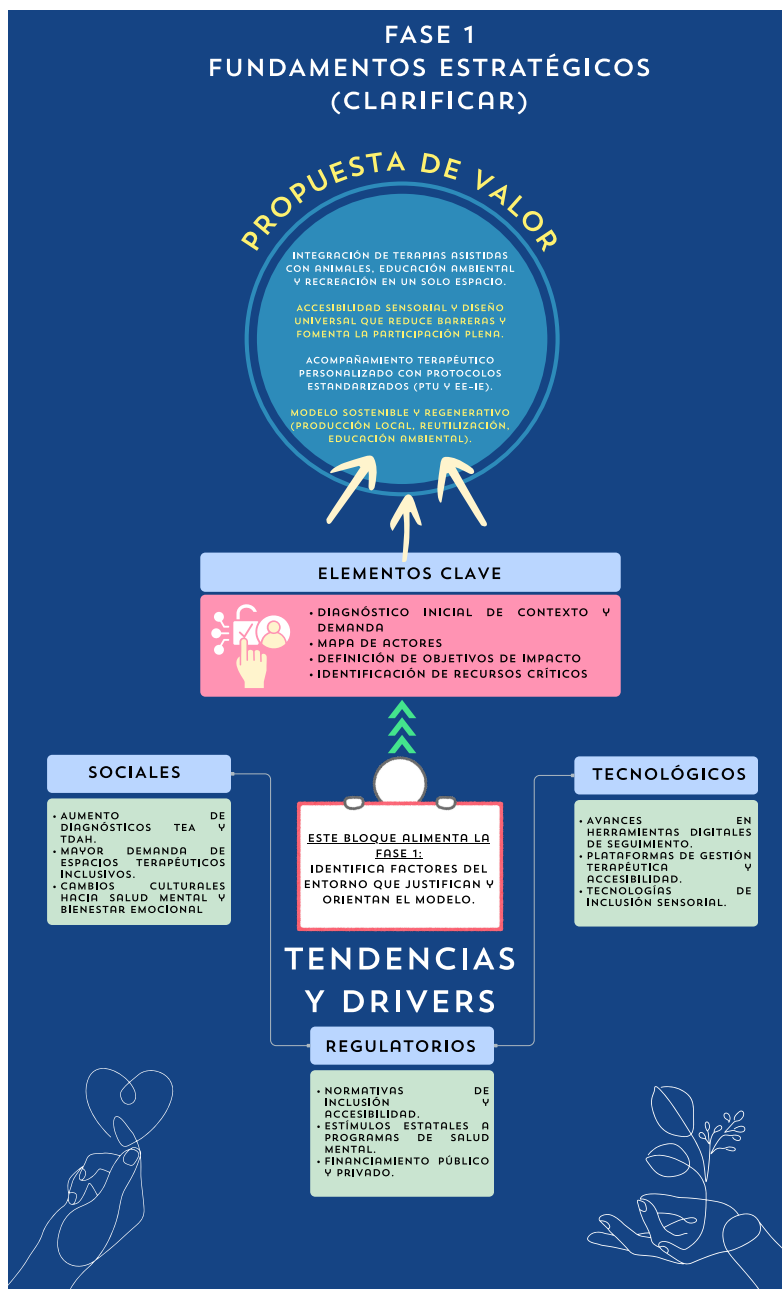 FASE 1
FUNDAMENTOS ESTRATÉGICOS
(CLARIFICAR)
PROPUESTA DE VALOR
INTEGRACIÓN DE TERAPIAS ASISTIDAS
CON ANIMALES, EDUCACIÓN AMBIENTAL
Y RECREACIÓN EN UN SOLO ESPACIO.
ACCESIBILIDAD SENSORIAL Y DISEÑO
UNIVERSAL QUE REDUCE BARRERAS Y
FOMENTA LA PARTICIPACIÓN PLENA.
ACOMPAÑAMIENTO TERAPÉUTICO
PERSONALIZADO CON PROTOCOLOS
ESTANDARIZADOS (PTU Y EE-IE).
MODELO SOSTENIBLE Y REGENERATIVO
(PRODUCCIÓN LOCAL, REUTILIZACIÓN,
EDUCACIÓN AMBIENTAL).
ELEMENTOS CLAVE
• DIAGNÓSTICO INICIAL DE CONTEXTO Y
DEMANDA
• MAPA DE ACTORES
• DEFINICIÓN DE OBJETIVOS DE IMPACTO
• IDENTIFICACIÓN DE RECURSOS CRÍTICOS
SOCIALES
• AUMENTO DE
DIAGNÓSTICOS TEA Y
TDAH.
• MAYOR DEMANDA DE
ESPACIOS TERAPÉUTICOS
INCLUSIVOS.
• CAMBIOS CULTURALES
HACIA SALUD MENTAL Y
BIENESTAR EMOCIONAL
ESTE BLOQUE ALIMENTA LA
FASE 1:
IDENTIFICA FACTORES DEL
ENTORNO QUE JUSTIFICAN Y
ORIENTAN EL MODELO.
TECNOLÓGICOS
• AVANCES EN
HERRAMIENTAS DIGITALES
DE SEGUIMIENTO.
• PLATAFORMAS DE GESTIÓN
TERAPÉUTICA Y
ACCESIBILIDAD.
• TECNOLOGÍAS DE
INCLUSIÓN SENSORIAL.
TENDENCIAS
Y DRIVERS
REGULATORIOS
• NORMATIVAS DE
INCLUSIÓN Y
ACCESIBILIDAD.
• ESTÍMULOS ESTATALES A
PROGRAMAS DE SALUD
MENTAL.
• FINANCIAMIENTO PÚBLICO
Y PRIVADO.